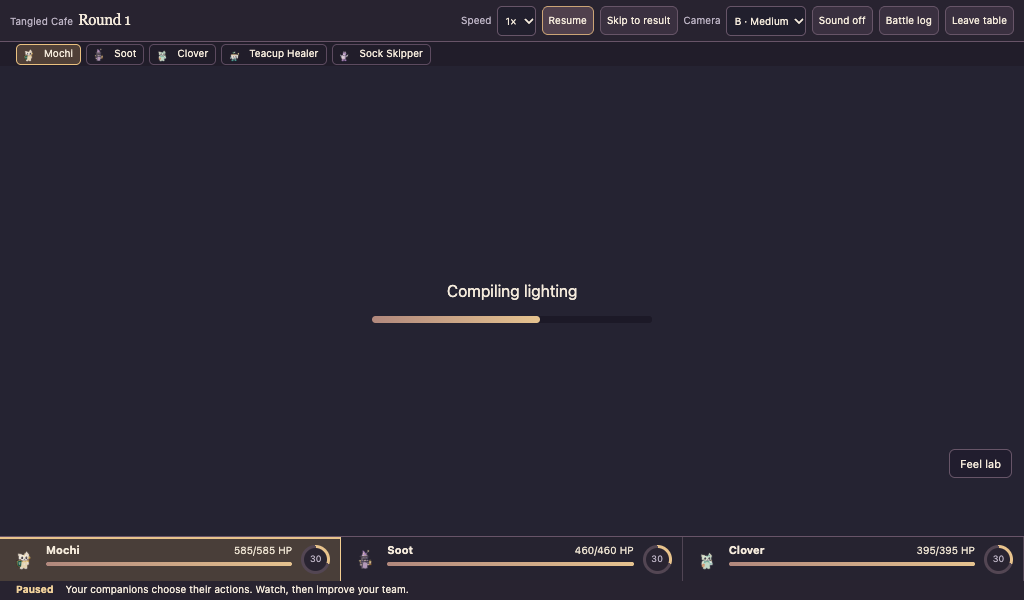 Tangled Cafe Round 1
Speed 1x Resume Skip to result Camera B · Medium Sound off Battle log Leave table
Mochi Soot Clover Teacup Healer Sock Skipper
Compiling lighting
Feel lab
Mochi 585/585 HP 30
Soot 460/460 HP 30
Clover 395/395 HP 30
Paused Your companions choose their actions. Watch, then improve your team.